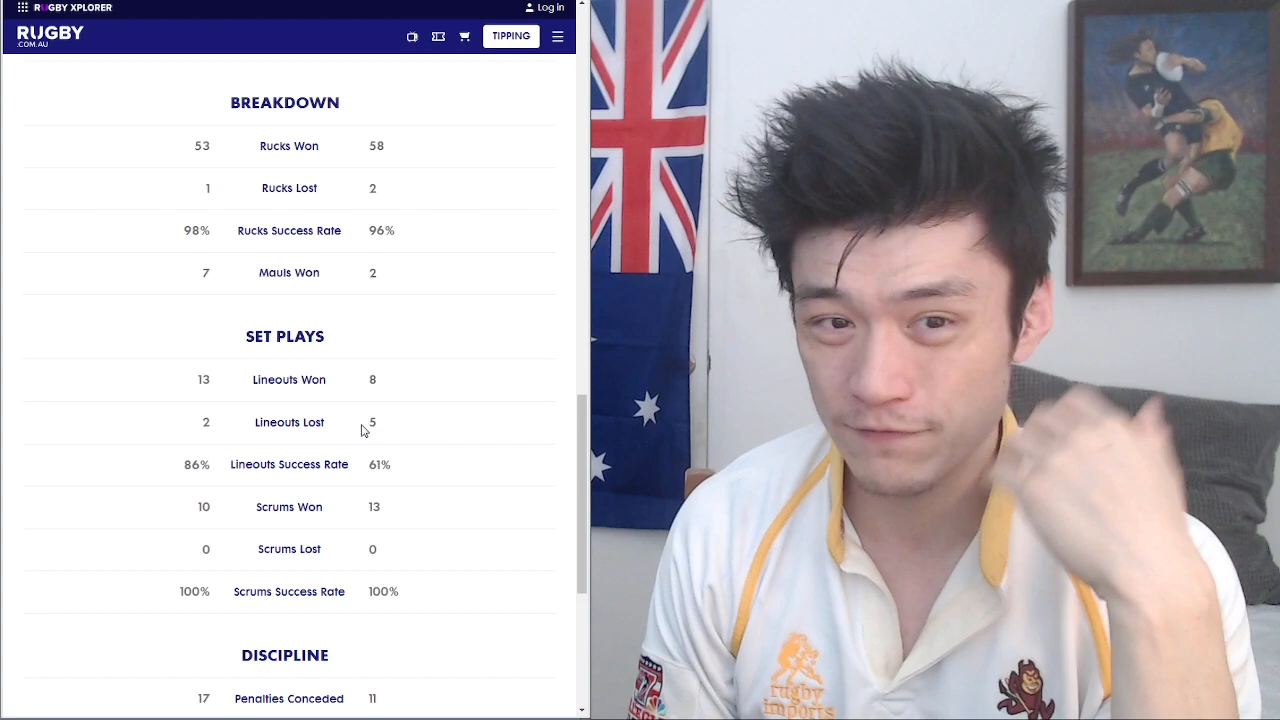 RUGBY XPLORER
Log in
RUGBY
.COM.AU
TIPPING
BREAKDOWN
53 Rucks Won 58
1 Rucks Lost 2
98% Rucks Success Rate 96%
7 Mauls Won 2
SET PLAYS
13 Lineouts Won 8
2 Lineouts Lost 5
86% Lineouts Success Rate 61%
10 Scrums Won 13
0 Scrums Lost 0
100% Scrums Success Rate 100%
DISCIPLINE
17 Penalties Conceded 11
rugby
imports
7